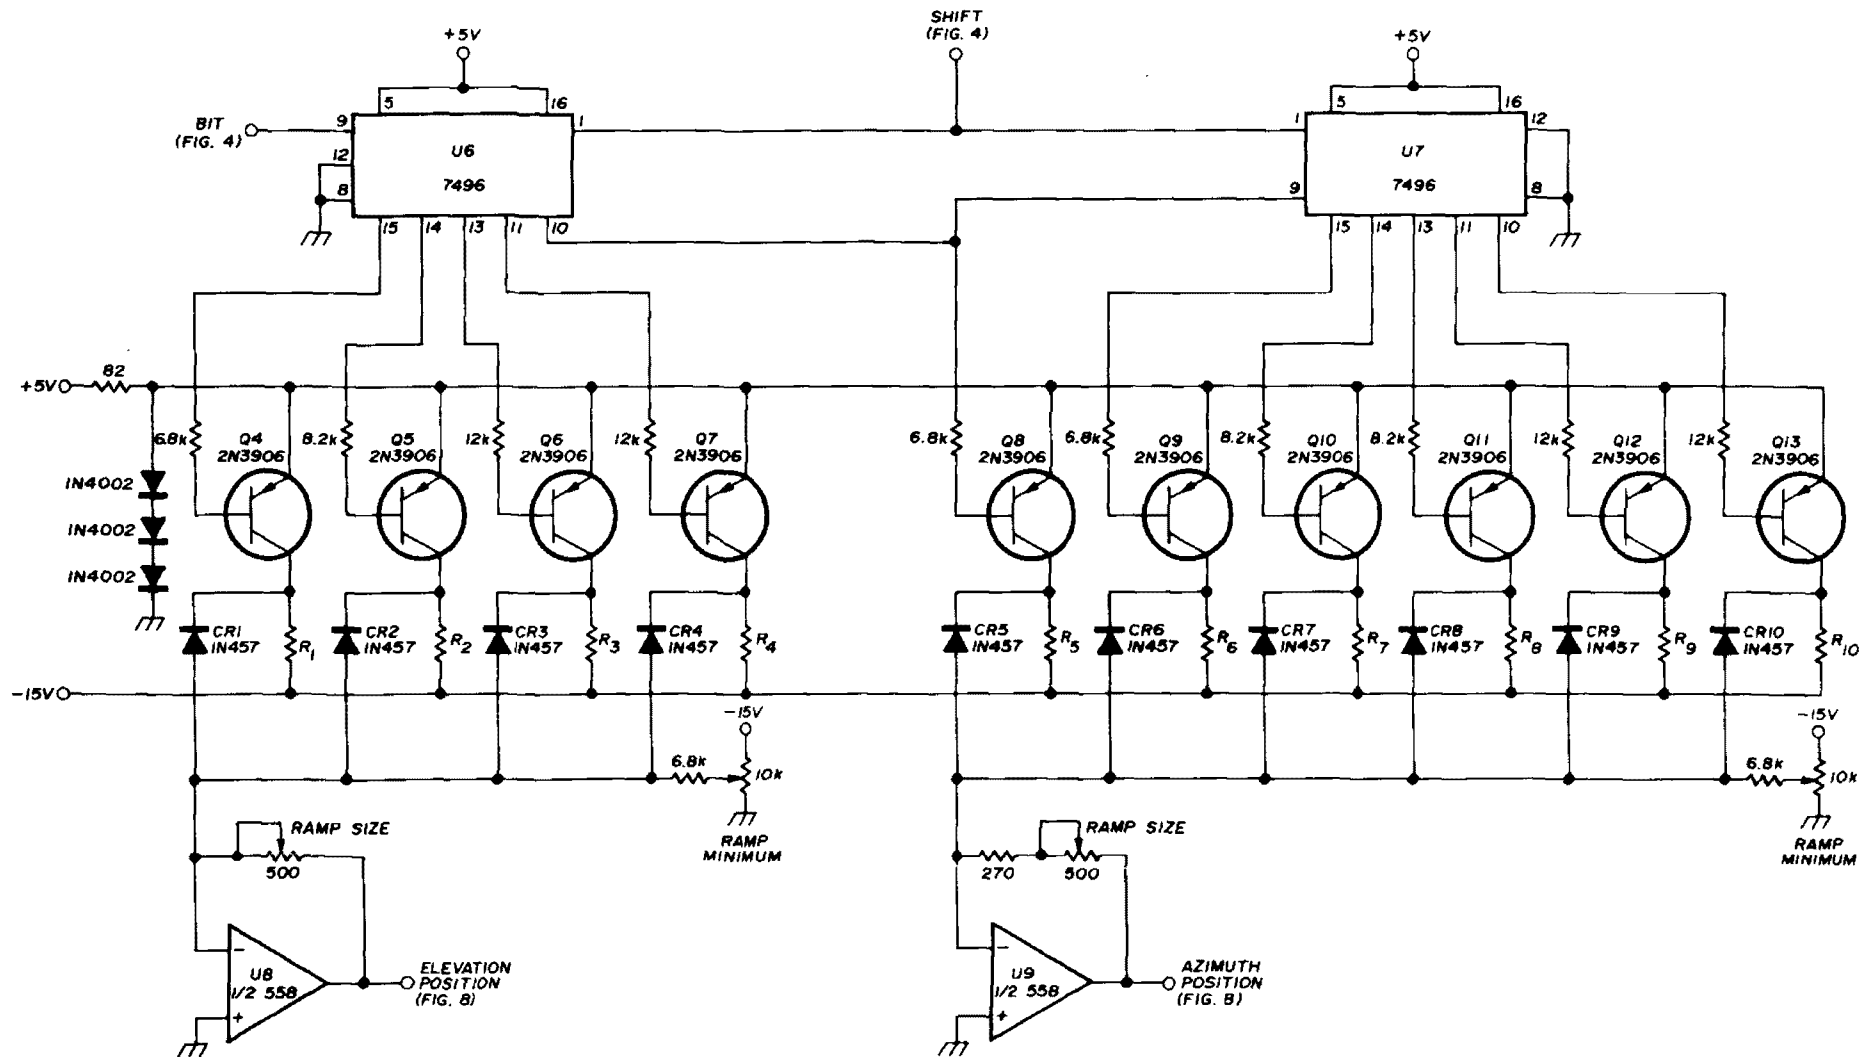 SHIFT
(FIG. 4)
+5V
+5V
5
16
5
16
BIT
(FIG. 4)
9
1
1
12
12
U6
U7
8
7496
9
7496
8
15
14
13
11
10
15
14
13
11
10
+5V
82
6.8k
Q4
2N3906
8.2k
Q5
2N3906
12k
Q6
2N3906
12k
Q7
2N3906
6.8k
Q8
2N3906
6.8k
Q9
2N3906
8.2k
Q10
2N3906
8.2k
Q11
2N3906
12k
Q12
2N3906
12k
Q13
2N3906
IN4002
IN4002
IN4002
CR1
IN457
R1
CR2
IN457
R2
CR3
IN457
R3
CR4
IN457
R4
CR5
IN457
R5
CR6
IN457
R6
CR7
IN457
R7
CR8
IN457
R8
CR9
IN457
R9
CR10
IN457
R10
-15V
-15V
6.8k
10k
RAMP
MINIMUM
-15V
6.8k
10k
RAMP
MINIMUM
RAMP SIZE
500
RAMP SIZE
270
500
-
U8
1/2 558
+
ELEVATION
POSITION
(FIG. 8)
-
U9
1/2 558
+
AZIMUTH
POSITION
(FIG. 8)